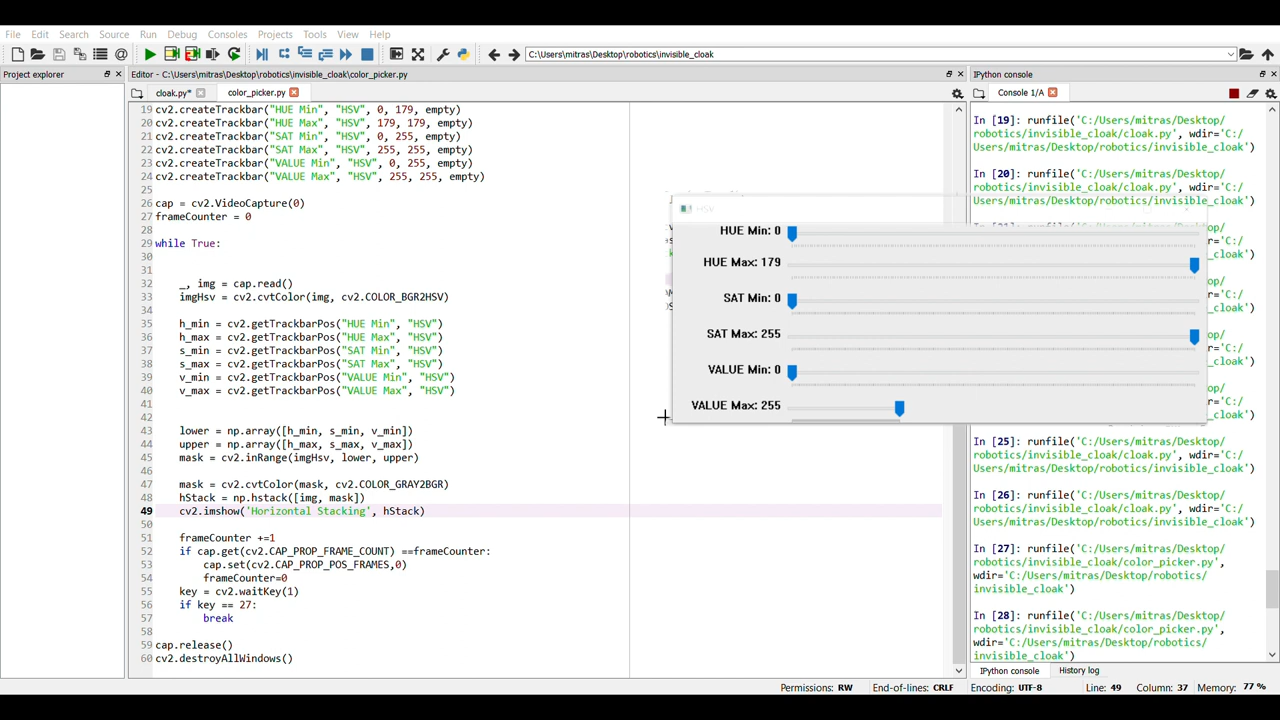 File Edit Search Source Run Debug Consoles Projects Tools View Help
C:\Users\mitras\Desktop\robotics\invisible_cloak
Project explorer
Editor - C:\Users\mitras\Desktop\robotics\invisible_cloak\color_picker.py
cloak.py*
color_picker.py
19 cv2.createTrackbar("HUE Min", "HSV", 0, 179, empty)
20 cv2.createTrackbar("HUE Max", "HSV", 179, 179, empty)
21 cv2.createTrackbar("SAT Min", "HSV", 0, 255, empty)
22 cv2.createTrackbar("SAT Max", "HSV", 255, 255, empty)
23 cv2.createTrackbar("VALUE Min", "HSV", 0, 255, empty)
24 cv2.createTrackbar("VALUE Max", "HSV", 255, 255, empty)
25
26 cap = cv2.VideoCapture(0)
27 frameCounter = 0
28
29 while True:
30
31
32 _, img = cap.read()
33 imgHsv = cv2.cvtColor(img, cv2.COLOR_BGR2HSV)
34
35 h_min = cv2.getTrackbarPos("HUE Min", "HSV")
36 h_max = cv2.getTrackbarPos("HUE Max", "HSV")
37 s_min = cv2.getTrackbarPos("SAT Min", "HSV")
38 s_max = cv2.getTrackbarPos("SAT Max", "HSV")
39 v_min = cv2.getTrackbarPos("VALUE Min", "HSV")
40 v_max = cv2.getTrackbarPos("VALUE Max", "HSV")
41
42
43 lower = np.array([h_min, s_min, v_min])
44 upper = np.array([h_max, s_max, v_max])
45 mask = cv2.inRange(imgHsv, lower, upper)
46
47 mask = cv2.cvtColor(mask, cv2.COLOR_GRAY2BGR)
48 hStack = np.hstack([img, mask])
49 cv2.imshow('Horizontal Stacking', hStack)
50
51 frameCounter +=1
52 if cap.get(cv2.CAP_PROP_FRAME_COUNT) ==frameCounter:
53 cap.set(cv2.CAP_PROP_POS_FRAMES,0)
54 frameCounter=0
55 key = cv2.waitKey(1)
56 if key == 27:
57 break
58
59 cap.release()
60 cv2.destroyAllWindows()
HSV
HUE Min: 0
HUE Max: 179
SAT Min: 0
SAT Max: 255
VALUE Min: 0
VALUE Max: 255
IPython console
Console 1/A
In [19]: runfile('C:/Users/mitras/Desktop/
robotics/invisible_cloak/cloak.py', wdir='C:/
Users/mitras/Desktop/robotics/invisible_cloak')
In [20]: runfile('C:/Users/mitras/Desktop/
robotics/invisible_cloak/cloak.py', wdir='C:/
Users/mitras/Desktop/robotics/invisible_cloak')
In [25]: runfile('C:/Users/mitras/Desktop/
robotics/invisible_cloak/cloak.py', wdir='C:/
Users/mitras/Desktop/robotics/invisible_cloak')
In [26]: runfile('C:/Users/mitras/Desktop/
robotics/invisible_cloak/cloak.py', wdir='C:/
Users/mitras/Desktop/robotics/invisible_cloak')
In [27]: runfile('C:/Users/mitras/Desktop/
robotics/invisible_cloak/color_picker.py',
wdir='C:/Users/mitras/Desktop/robotics/
invisible_cloak')
In [28]: runfile('C:/Users/mitras/Desktop/
robotics/invisible_cloak/color_picker.py',
wdir='C:/Users/mitras/Desktop/robotics/
invisible_cloak')
IPython console History log
Permissions: RW End-of-lines: CRLF Encoding: UTF-8 Line: 49 Column: 37 Memory: 77 %